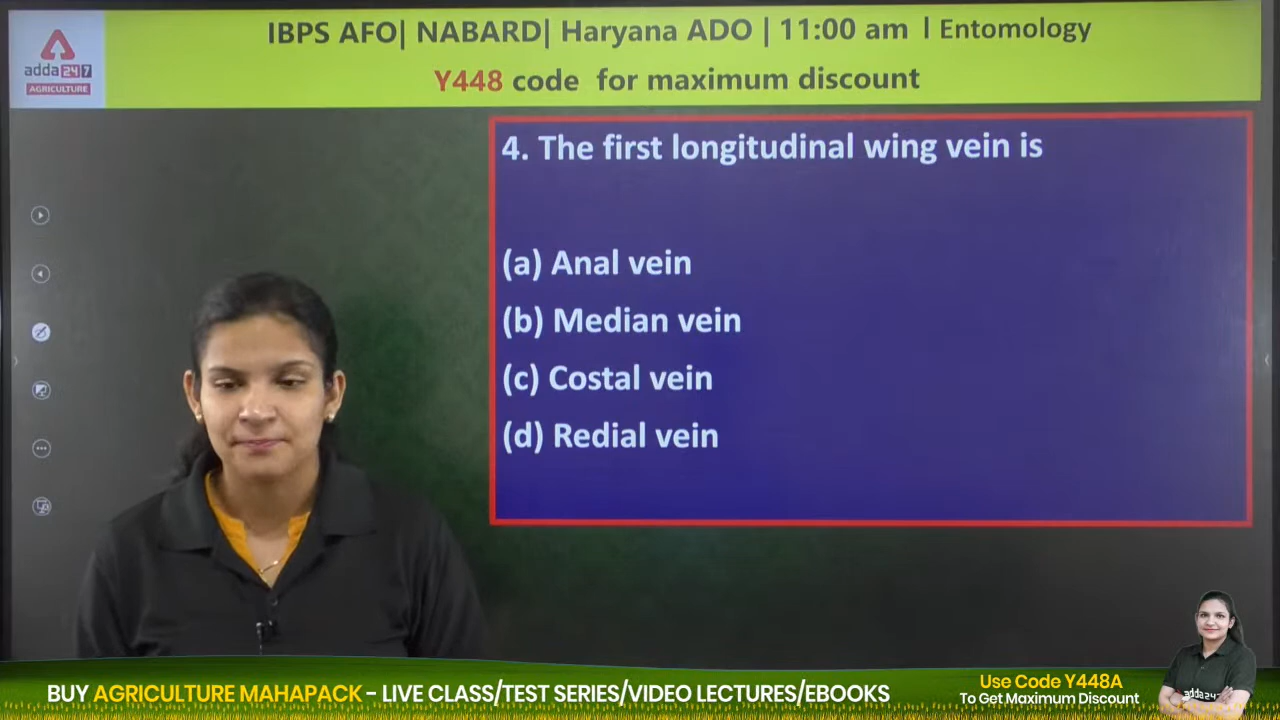 IBPS AFO| NABARD| Haryana ADO | 11:00 am l Entomology
Y448 code for maximum discount
adda247
AGRICULTURE
4. The first longitudinal wing vein is
(a) Anal vein
(b) Median vein
(c) Costal vein
(d) Redial vein
BUY AGRICULTURE MAHAPACK - LIVE CLASS/TEST SERIES/VIDEO LECTURES/EBOOKS
Use Code Y448A
To Get Maximum Discount
adda247